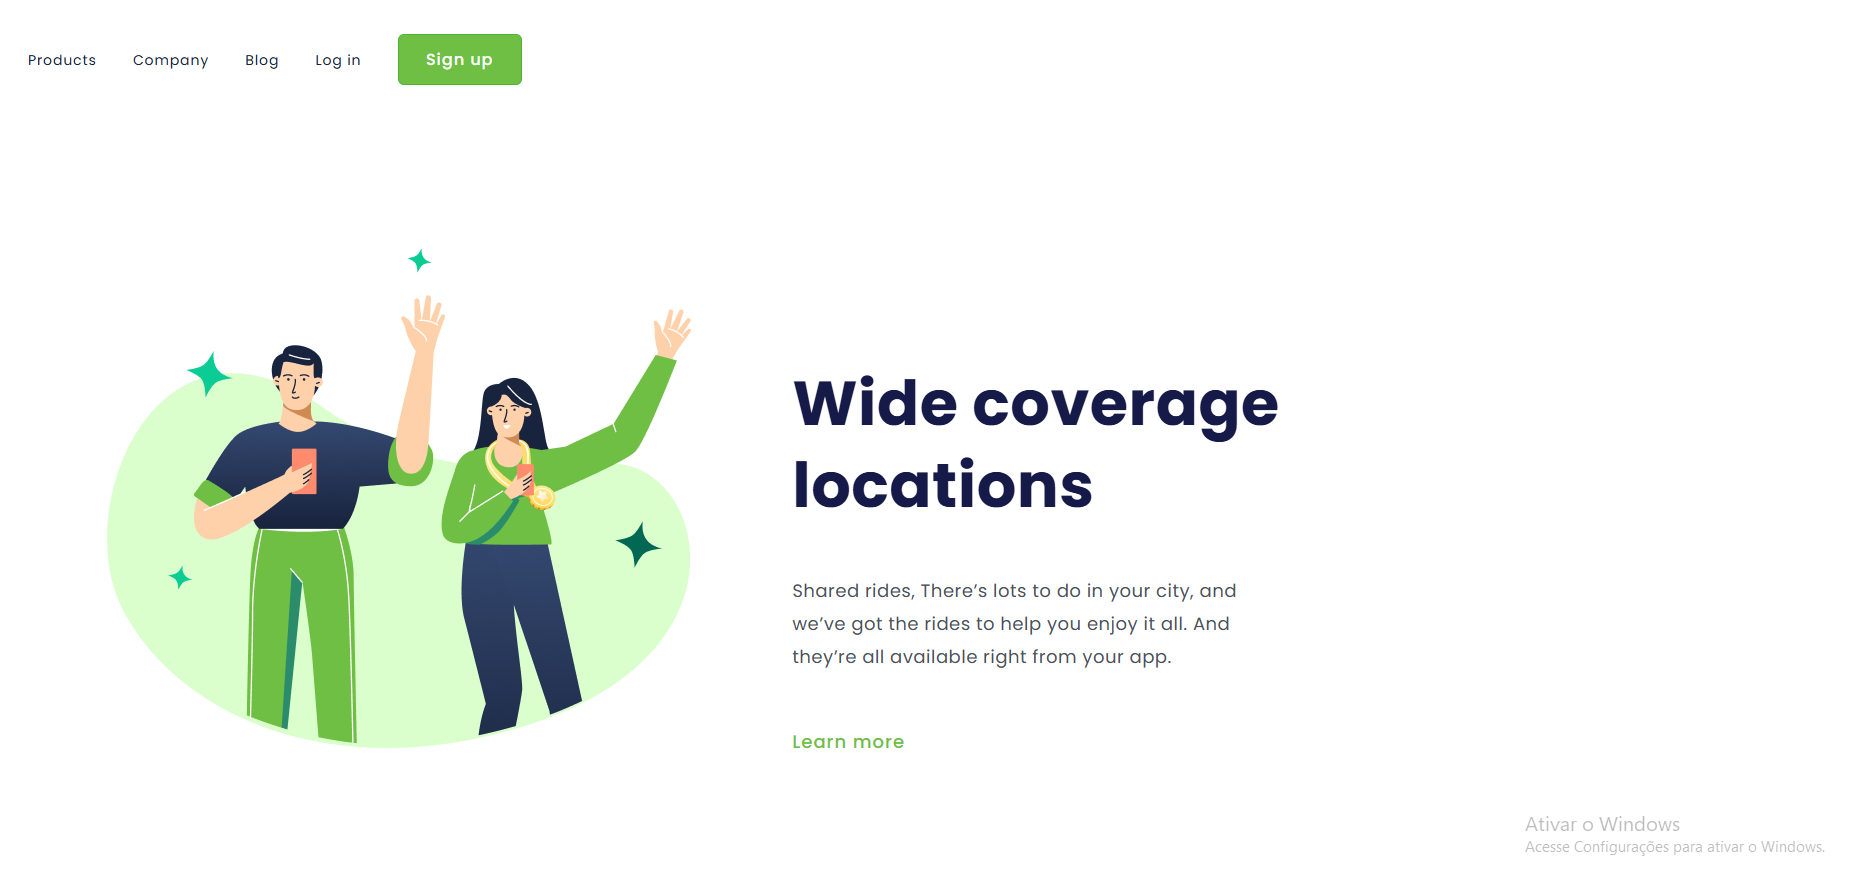 Products Company Blog Log in Sign up
Wide coverage
locations
Shared rides, There’s lots to do in your city, and
we’ve got the rides to help you enjoy it all. And
they’re all available right from your app.
Learn more
Ativar o Windows
Acesse Configurações para ativar o Windows.